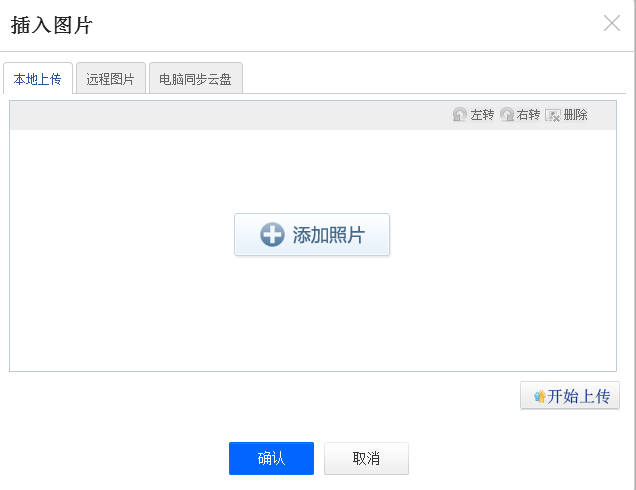 插入图片
本地上传 远程图片 电脑同步云盘
左转 右转 删除
添加照片
开始上传
确认 取消